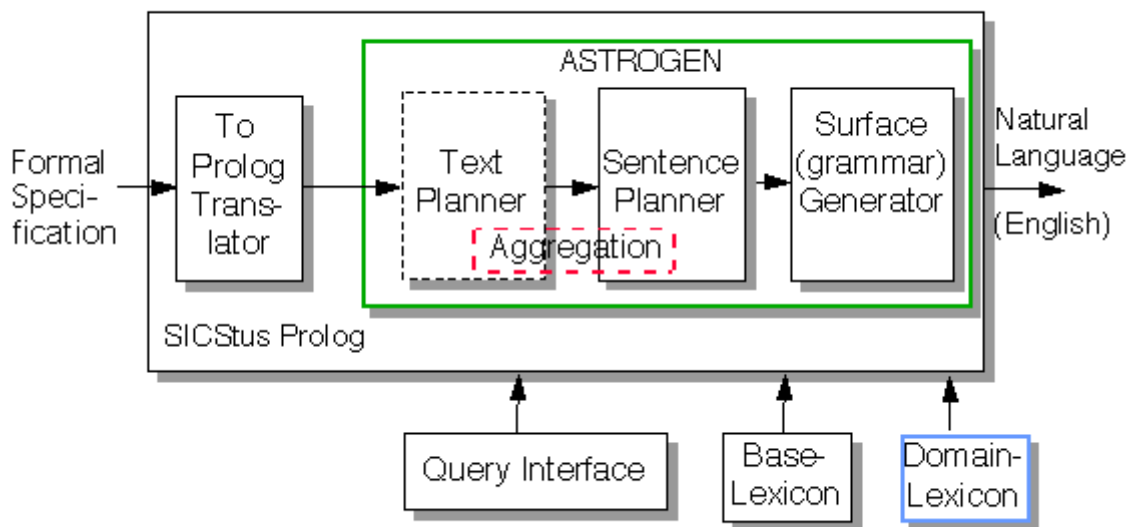 ASTROGEN
Formal
Speci-
fication
To
Prolog
Trans-
lator
Text
Planner
Sentence
Planner
Aggregation
Surface
(grammar)
Generator
Natural
Language
(English)
SICStus Prolog
Query Interface
Base-
Lexicon
Domain-
Lexicon